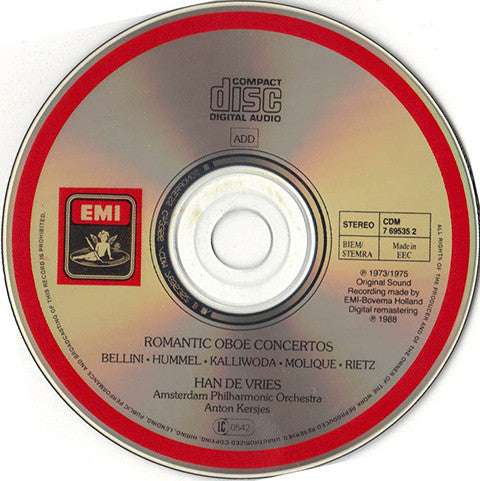 COMPACT
disc
DIGITAL AUDIO
ADD
EMI
STEREO
CDM
7 69535 2
BIEM/
STEMRA
Made in
EEC
℗ 1973/1975
Original Sound
Recording made by
EMI-Bovema Holland
Digital remastering
℗ 1988
ROMANTIC OBOE CONCERTOS
BELLINI · HUMMEL · KALLIWODA · MOLIQUE · RIETZ
HAN DE VRIES
Amsterdam Philharmonic Orchestra
Anton Kersjes
LC 0542
ALL RIGHTS OF THE PRODUCER AND OF THE OWNER OF THE WORK REPRODUCED RESERVED. UNAUTHORIZED COPYING, HIRING, LENDING, PUBLIC PERFORMANCE AND BROADCASTING OF THIS RECORD IS PROHIBITED.